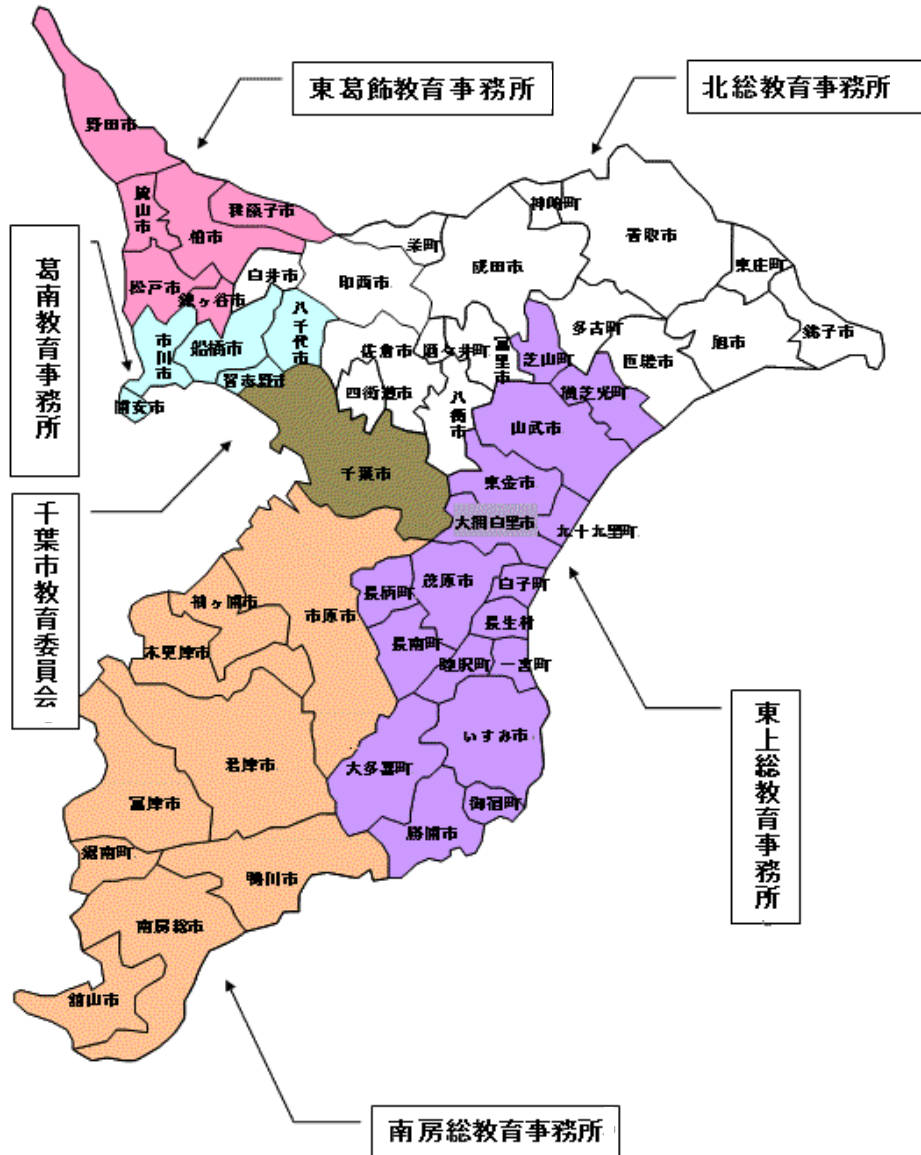 東葛飾教育事務所
北総教育事務所
野田市
流山市
我孫子市
柏市
神崎町
香取市
栄町
成田市
東庄町
白井市
印西市
松戸市
鎌ヶ谷市
葛南教育事務所
八千代市
多古町
旭市
銚子市
市川市
船橋市
佐倉市
酒々井町
富里市
芝山町
匝瑳市
習志野市
四街道市
横芝光町
浦安市
八街市
山武市
千葉市
東金市
千葉市教育委員会
大網白里市
九十九里町
茂原市
白子町
長柄町
袖ヶ浦市
市原市
長生村
長南町
木更津市
睦沢町
一宮町
東上総教育事務所
いすみ市
君津市
大多喜町
富津市
御宿町
勝浦市
鋸南町
鴨川市
南房総市
館山市
南房総教育事務所